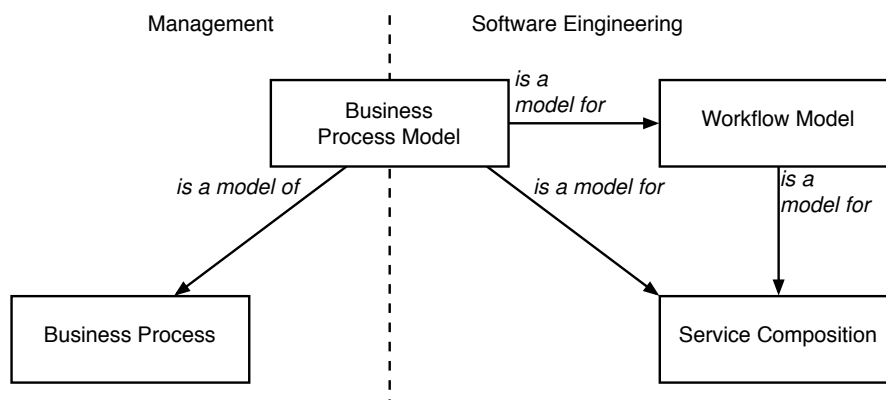 Management
Software Eingineering
Business
Process Model
is a
model for
Workflow Model
is a model of
is a model for
is a
model for
Business Process
Service Composition